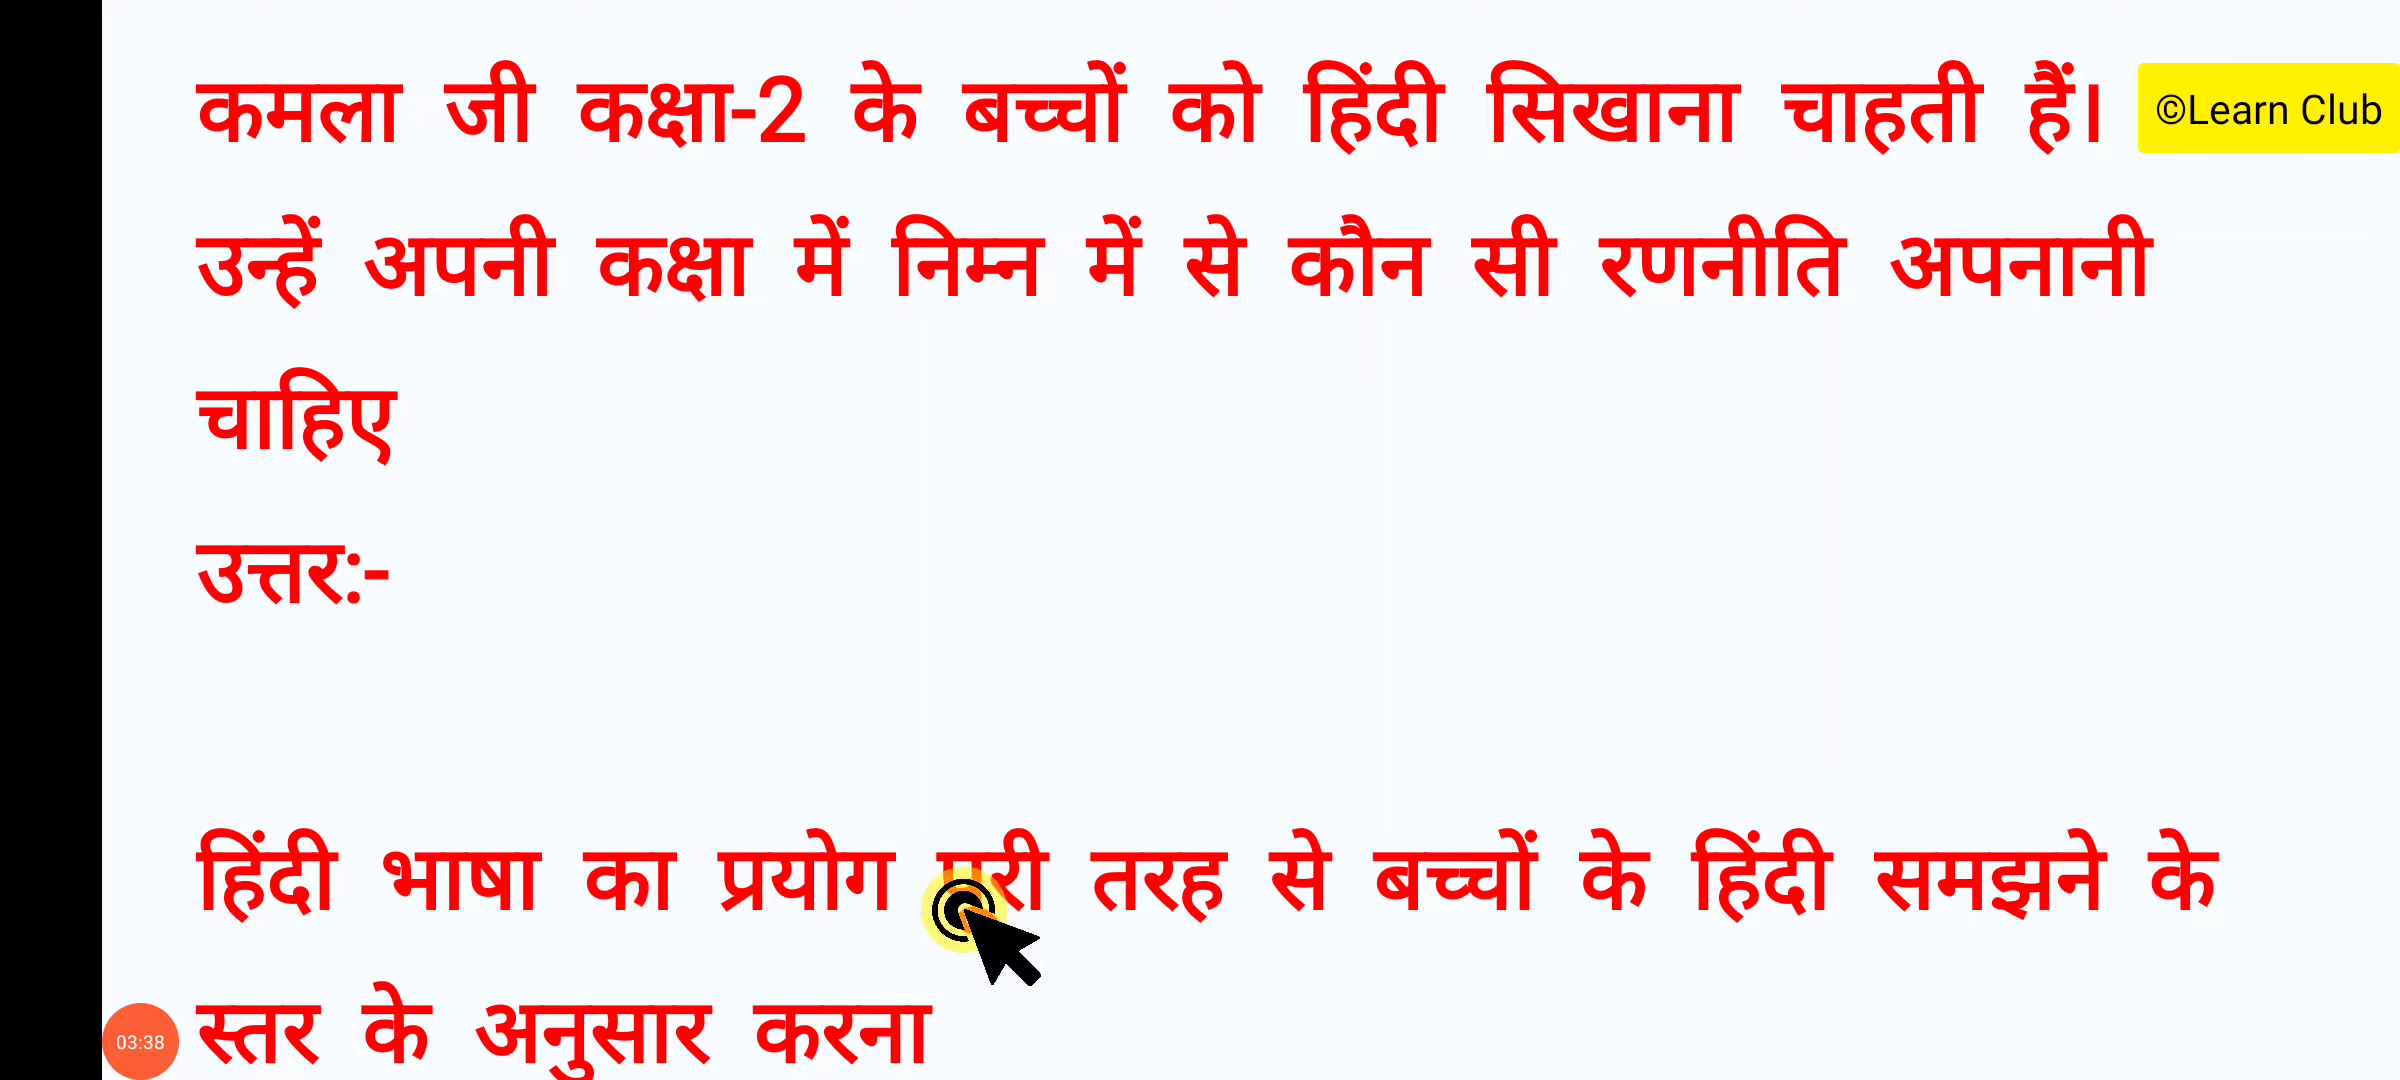 कमला जी कक्षा-2 के बच्चों को हिंदी सिखाना चाहती हैं। ©Learn Club
उन्हें अपनी कक्षा में निम्न में से कौन सी रणनीति अपनानी
चाहिए
उत्तर:-
हिंदी भाषा का प्रयोग पूरी तरह से बच्चों के हिंदी समझने के
स्तर के अनुसार करना
03:38